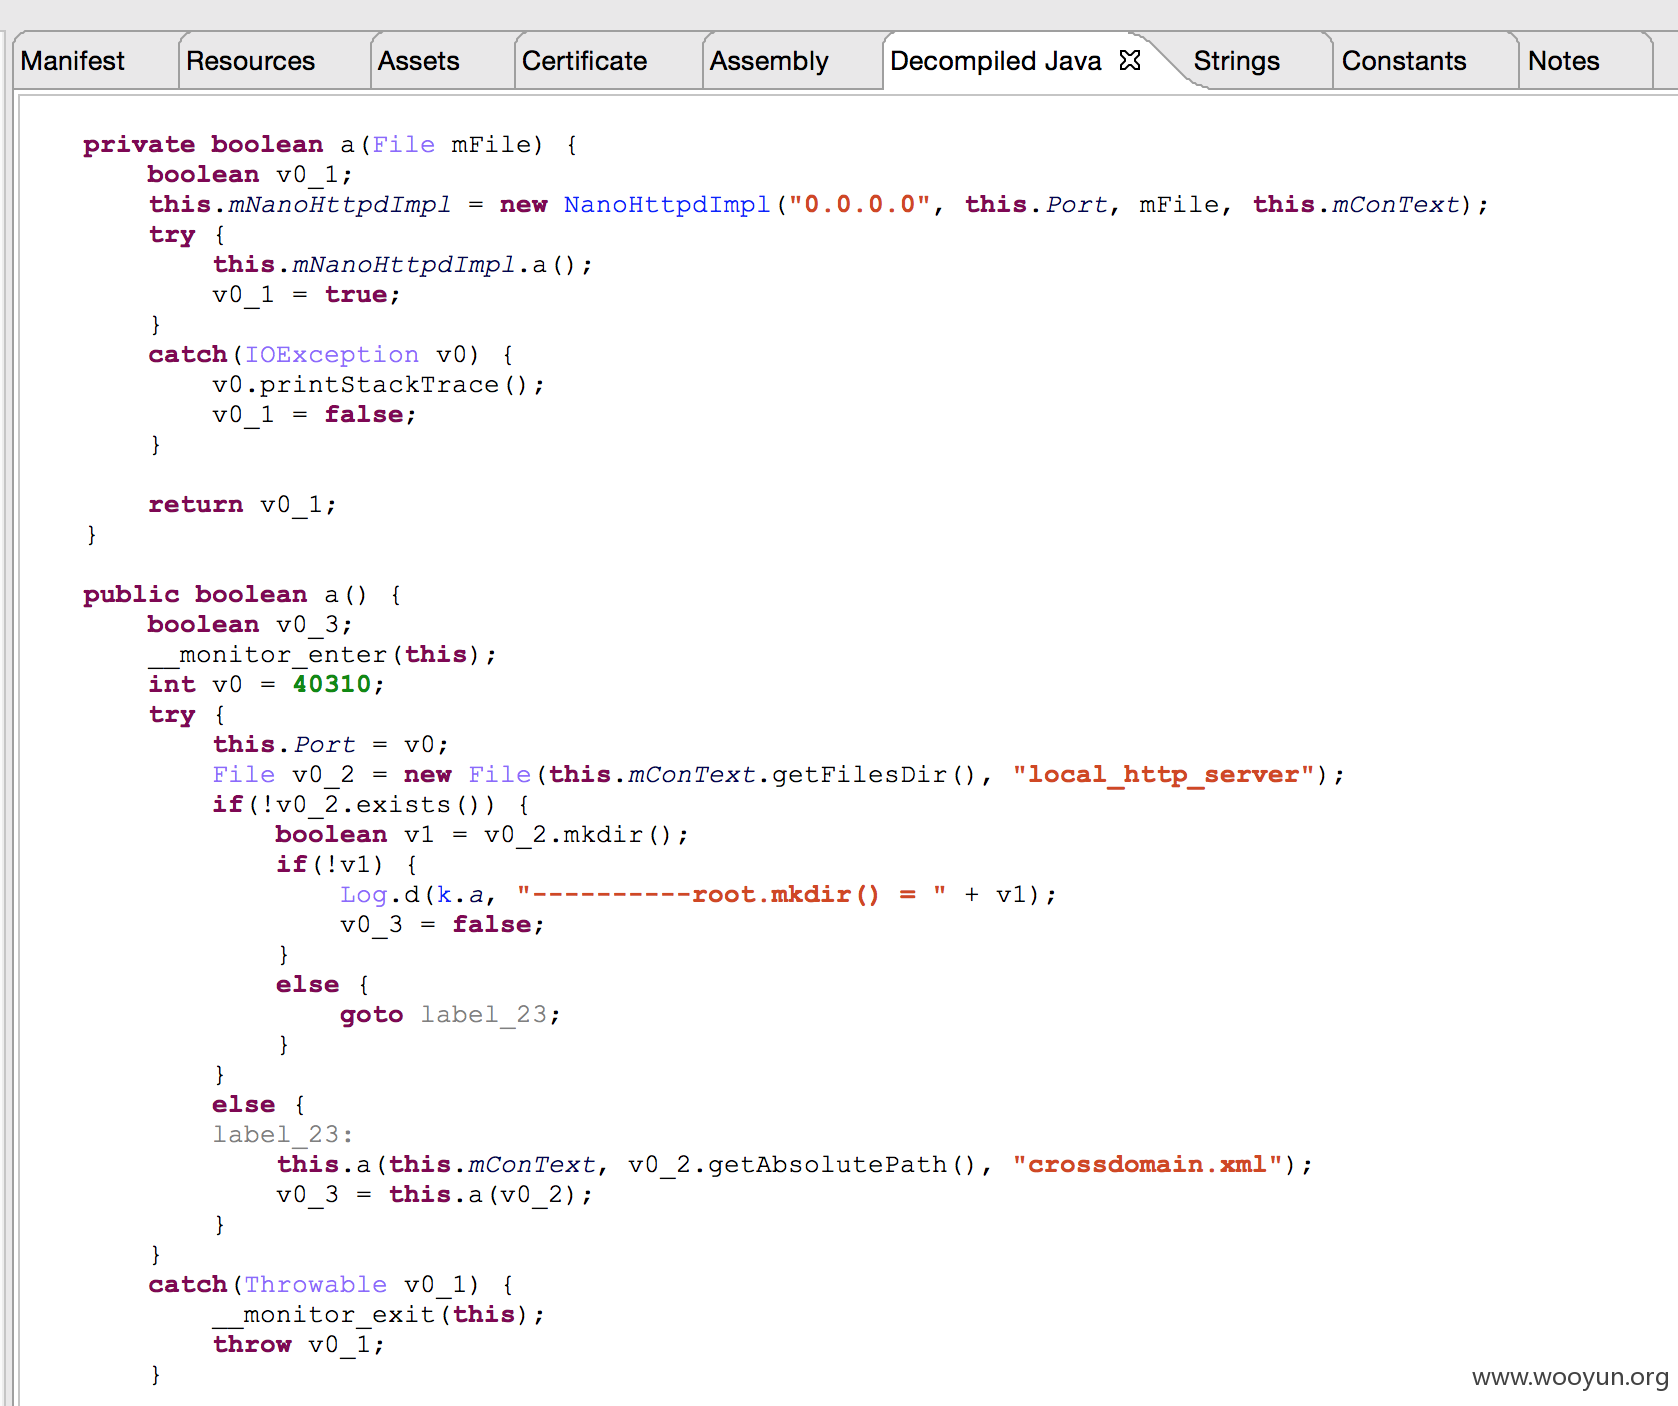 Manifest Resources Assets Certificate Assembly Decompiled Java Strings Constants Notes
private boolean a(File mFile) {
boolean v0_1;
this.mNanoHttpdImpl = new NanoHttpdImpl("0.0.0.0", this.Port, mFile, this.mConText);
try {
this.mNanoHttpdImpl.a();
v0_1 = true;
}
catch(IOException v0) {
v0.printStackTrace();
v0_1 = false;
}
return v0_1;
}
public boolean a() {
boolean v0_3;
__monitor_enter(this);
int v0 = 40310;
try {
this.Port = v0;
File v0_2 = new File(this.mConText.getFilesDir(), "local_http_server");
if(!v0_2.exists()) {
boolean v1 = v0_2.mkdir();
if(!v1) {
Log.d(k.a, "----------root.mkdir() = " + v1);
v0_3 = false;
}
else {
goto label_23;
}
}
else {
label_23:
this.a(this.mConText, v0_2.getAbsolutePath(), "crossdomain.xml");
v0_3 = this.a(v0_2);
}
}
catch(Throwable v0_1) {
__monitor_exit(this);
throw v0_1;
}
www.wooyun.org